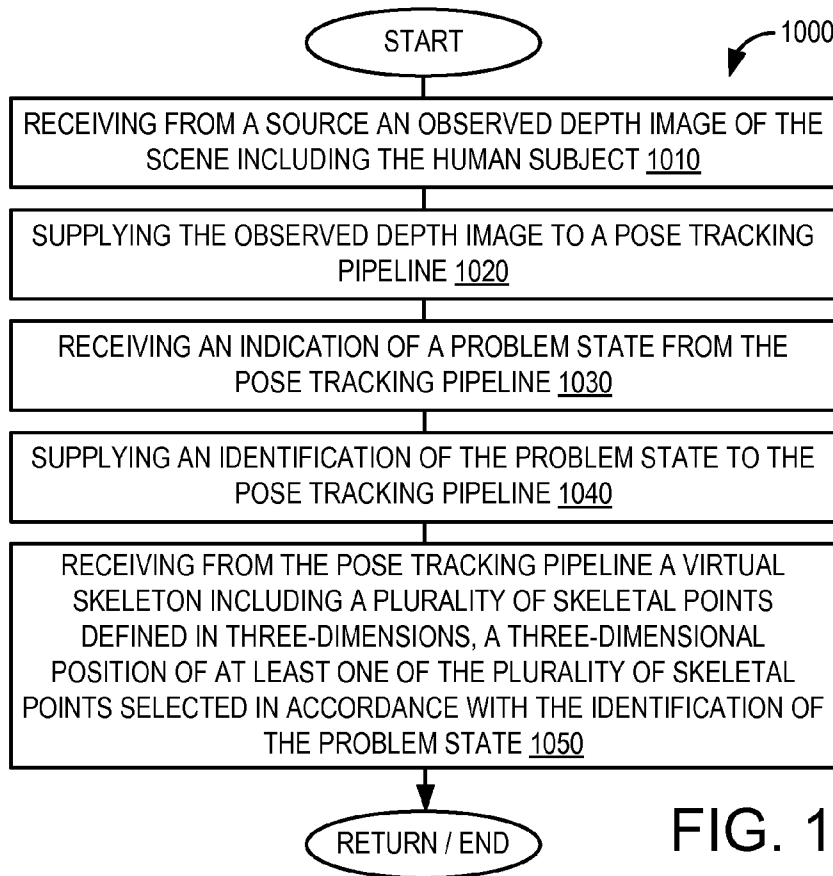 START
1000
RECEIVING FROM A SOURCE AN OBSERVED DEPTH IMAGE OF THE
SCENE INCLUDING THE HUMAN SUBJECT 1010
SUPPLYING THE OBSERVED DEPTH IMAGE TO A POSE TRACKING
PIPELINE 1020
RECEIVING AN INDICATION OF A PROBLEM STATE FROM THE
POSE TRACKING PIPELINE 1030
SUPPLYING AN IDENTIFICATION OF THE PROBLEM STATE TO THE
POSE TRACKING PIPELINE 1040
RECEIVING FROM THE POSE TRACKING PIPELINE A VIRTUAL
SKELETON INCLUDING A PLURALITY OF SKELETAL POINTS
DEFINED IN THREE-DIMENSIONS, A THREE-DIMENSIONAL
POSITION OF AT LEAST ONE OF THE PLURALITY OF SKELETAL
POINTS SELECTED IN ACCORDANCE WITH THE IDENTIFICATION OF
THE PROBLEM STATE 1050
RETURN / END
FIG. 1